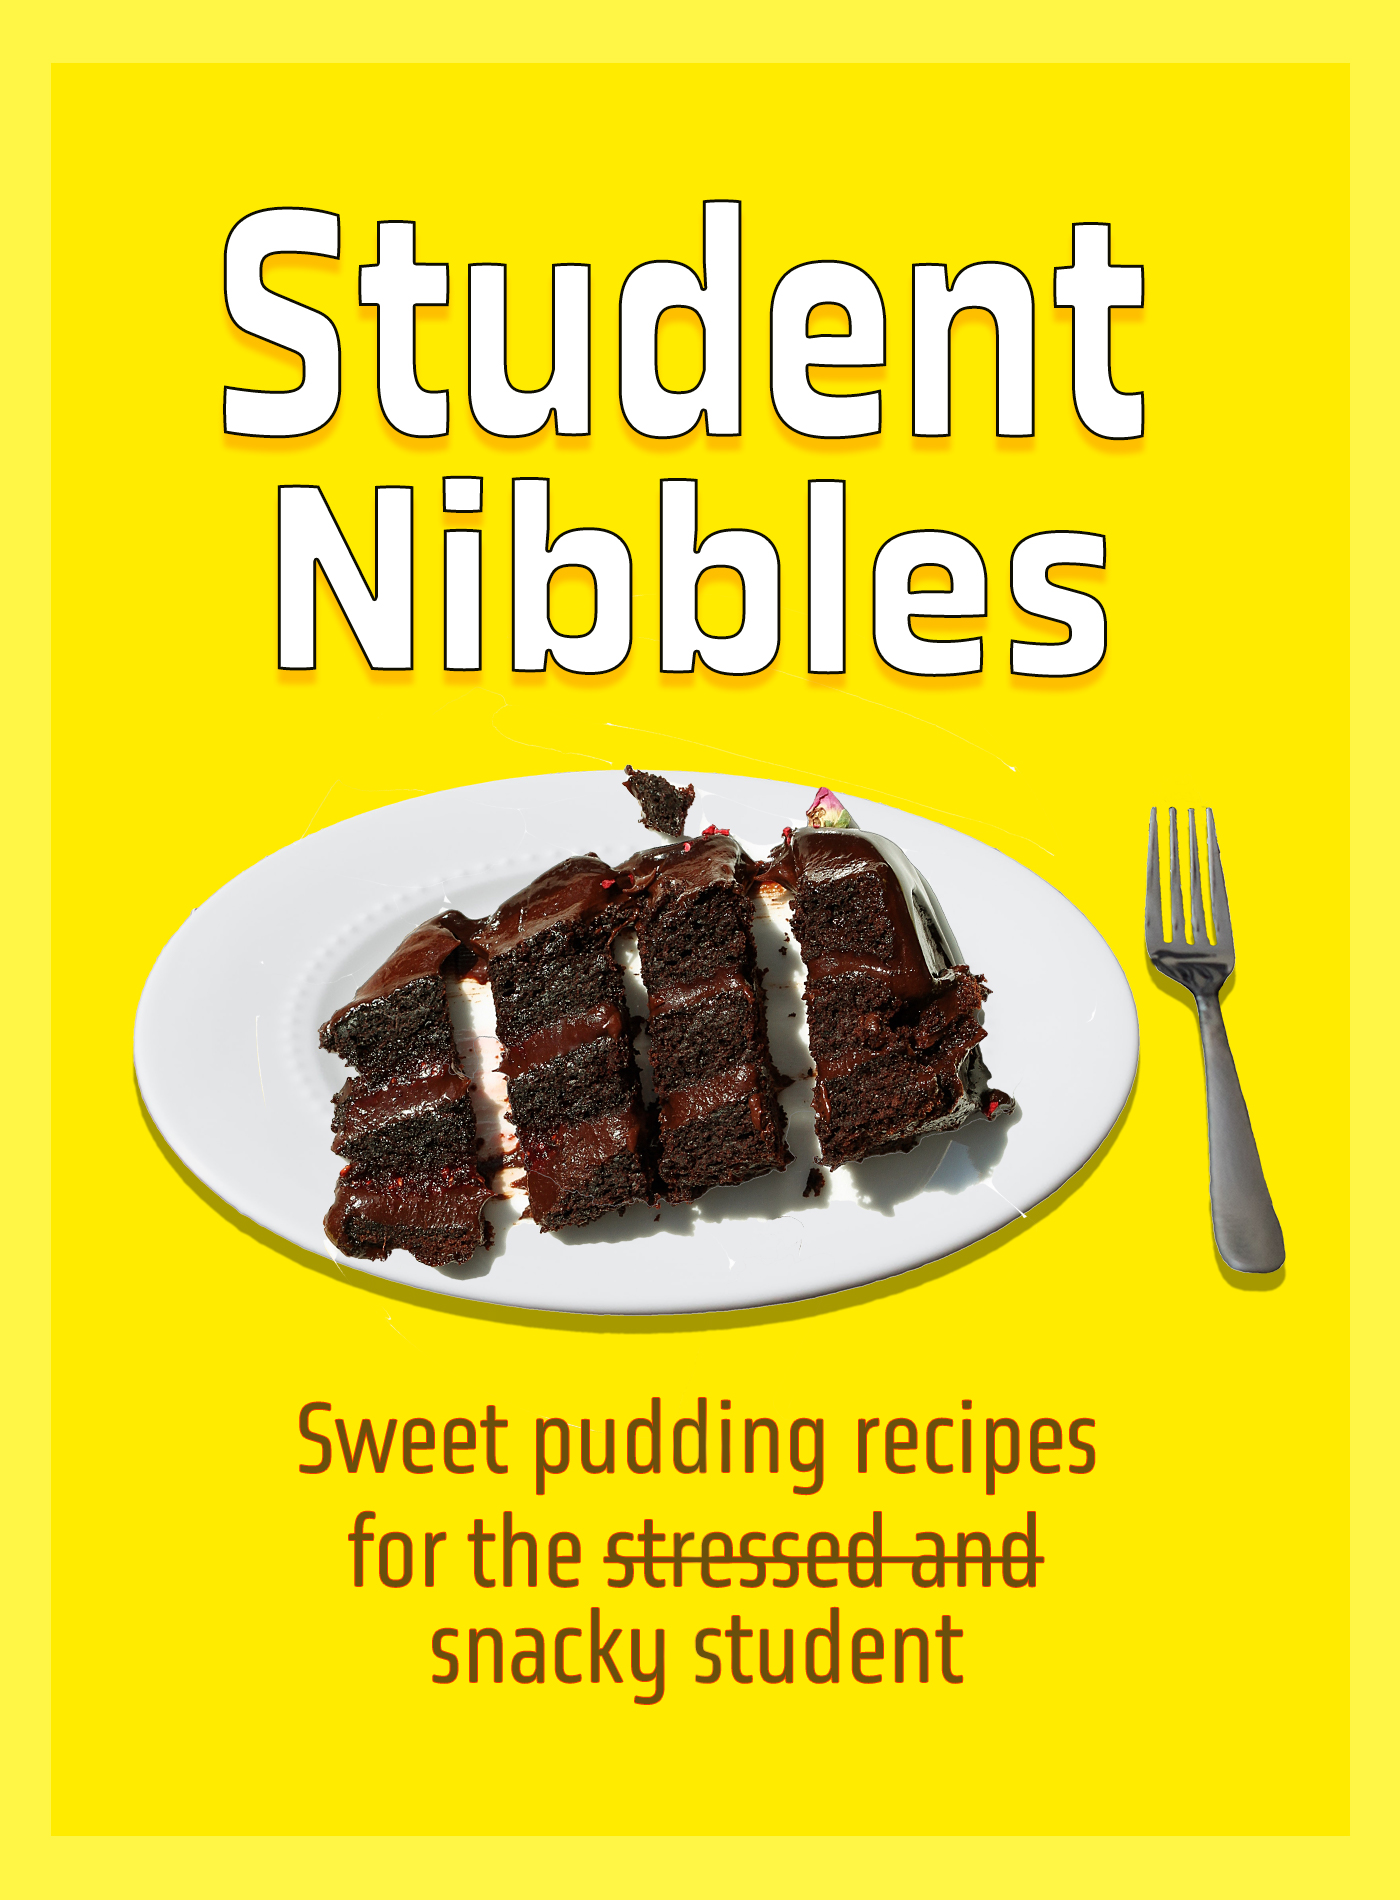 Student
Nibbles
Sweet pudding recipes
for the stressed and
snacky student